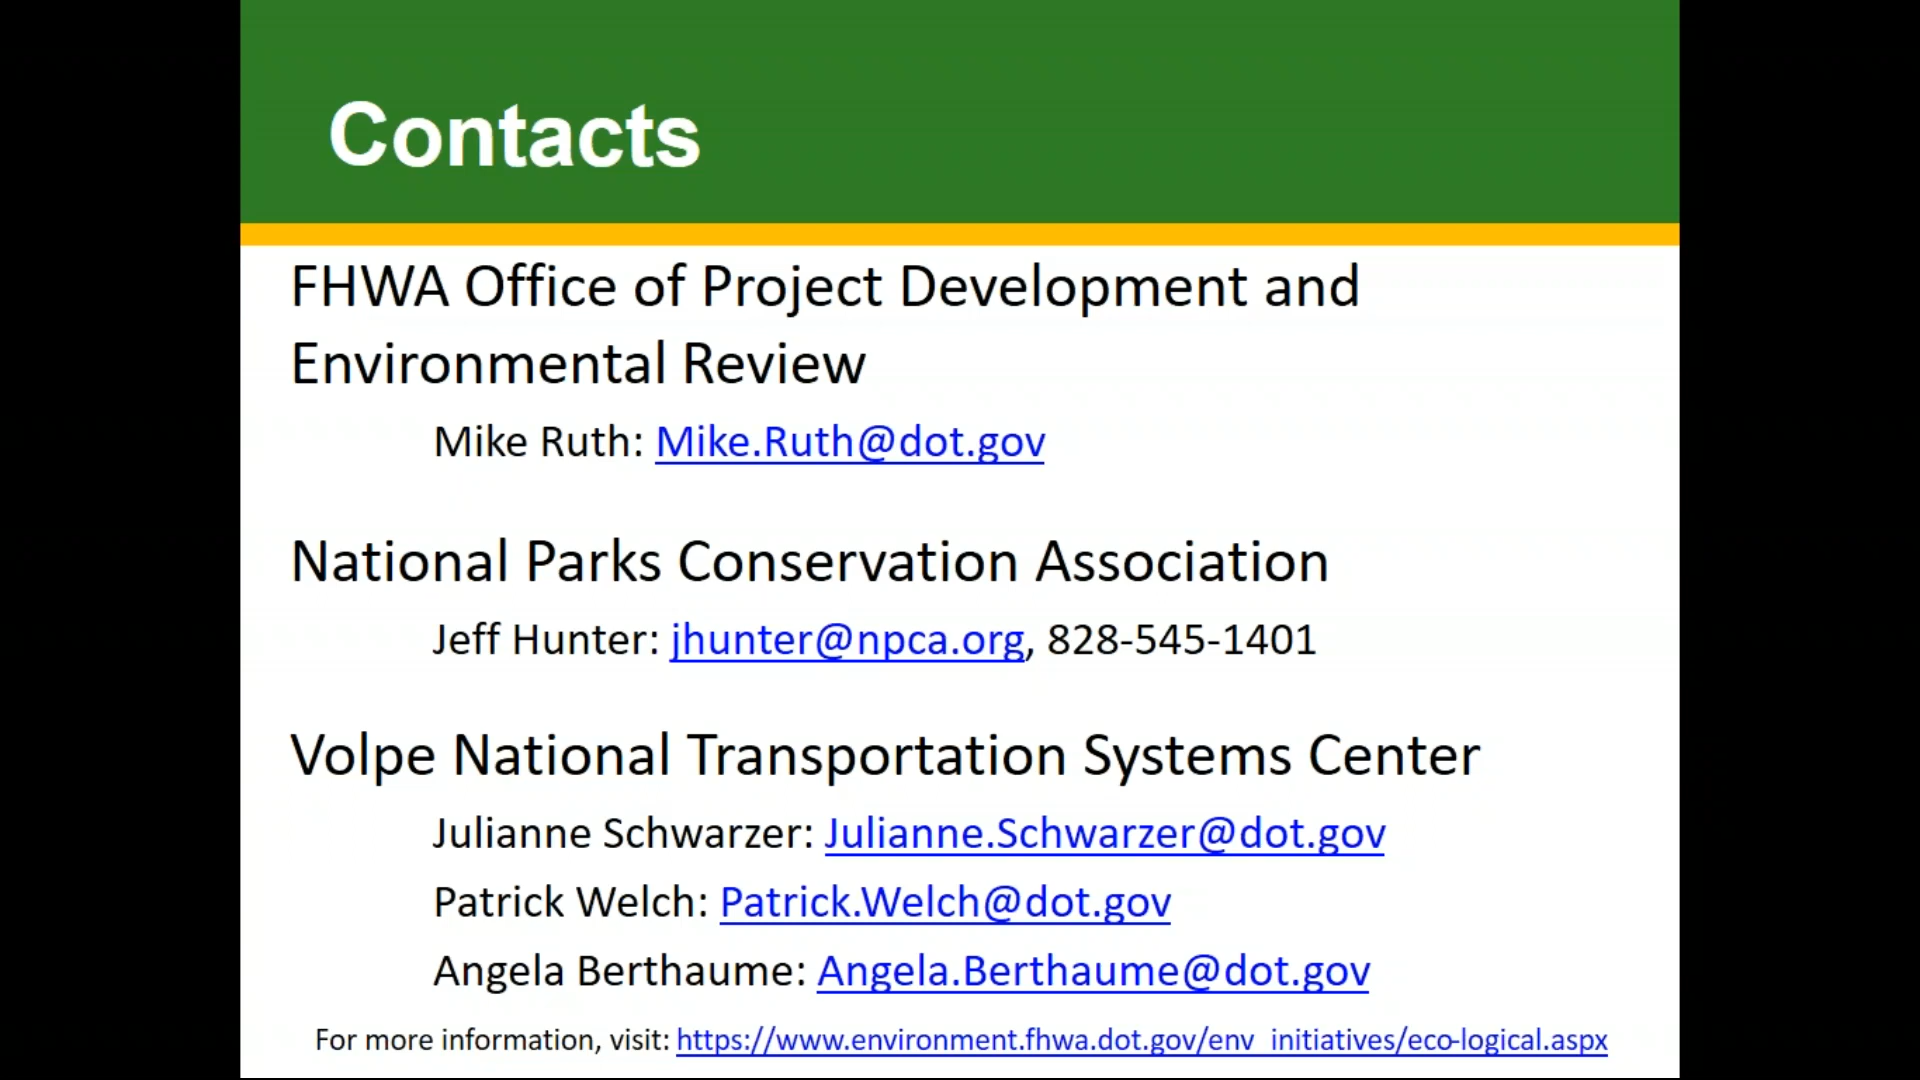 Contacts
FHWA Office of Project Development and
Environmental Review
Mike Ruth: Mike.Ruth@dot.gov
National Parks Conservation Association
Jeff Hunter: jhunter@npca.org, 828-545-1401
Volpe National Transportation Systems Center
Julianne Schwarzer: Julianne.Schwarzer@dot.gov
Patrick Welch: Patrick.Welch@dot.gov
Angela Berthaume: Angela.Berthaume@dot.gov
For more information, visit: https://www.environment.fhwa.dot.gov/env_initiatives/eco-logical.aspx